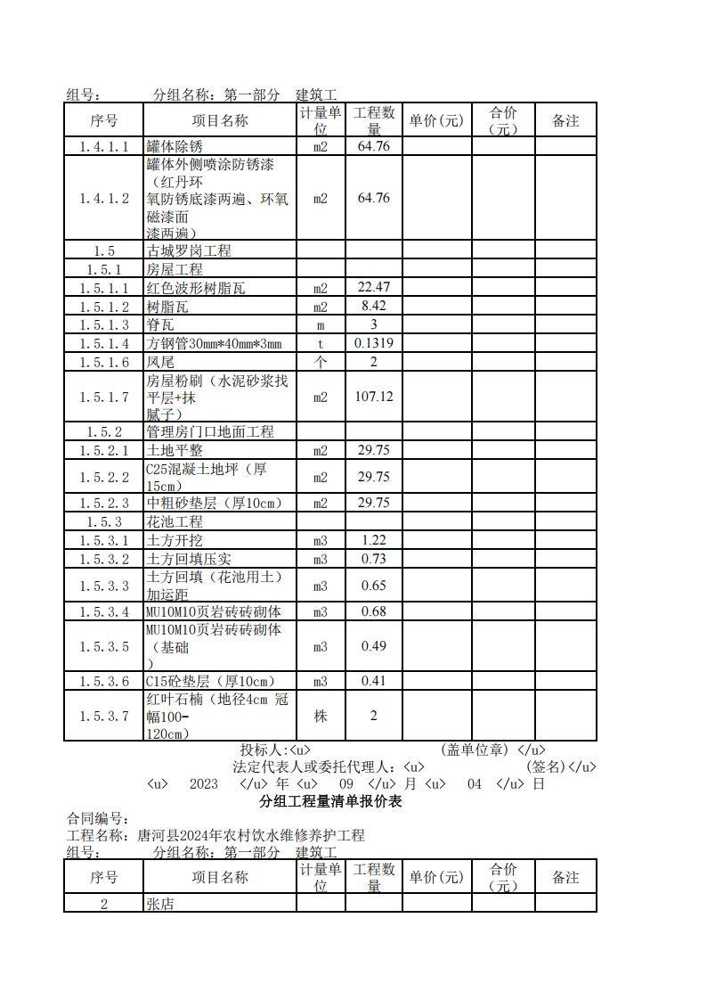 组号: 分组名称: 第一部分 建筑工
序号 项目名称 计量单位 工程数量 单价(元) 合价（元） 备注
1.4.1.1 罐体除锈 m2 64.76
1.4.1.2 罐体外侧喷涂防锈漆（红丹环氧防锈底漆两遍、环氧磁漆面漆两遍） m2 64.76
1.5 古城罗岗工程
1.5.1 房屋工程
1.5.1.1 红色波形树脂瓦 m2 22.47
1.5.1.2 树脂瓦 m2 8.42
1.5.1.3 脊瓦 m 3
1.5.1.4 方钢管30mm*40mm*3mm t 0.1319
1.5.1.6 凤尾 个 2
1.5.1.7 房屋粉刷（水泥砂浆找平层+抹腻子） m2 107.12
1.5.2 管理房门口地面工程
1.5.2.1 土地平整 m2 29.75
1.5.2.2 C25混凝土地坪（厚15cm） m2 29.75
1.5.2.3 中粗砂垫层（厚10cm） m2 29.75
1.5.3 花池工程
1.5.3.1 土方开挖 m3 1.22
1.5.3.2 土方回填压实 m3 0.73
1.5.3.3 土方回填（花池用土）加运距 m3 0.65
1.5.3.4 MU10M10页岩砖砖砌体 m3 0.68
1.5.3.5 MU10M10页岩砖砖砌体（基础） m3 0.49
1.5.3.6 C15砼垫层（厚10cm） m3 0.41
1.5.3.7 红叶石楠（地径4cm 冠幅100-120cm） 株 2
投标人:<u> (盖单位章) </u>
法定代表人或委托代理人: <u> (签名)</u>
<u> 2023 </u> 年 <u> 09 </u> 月 <u> 04 </u> 日
分组工程量清单报价表
合同编号:
工程名称: 唐河县2024年农村饮水维修养护工程
组号: 分组名称: 第一部分 建筑工
序号 项目名称 计量单位 工程数量 单价(元) 合价（元） 备注
2 张店